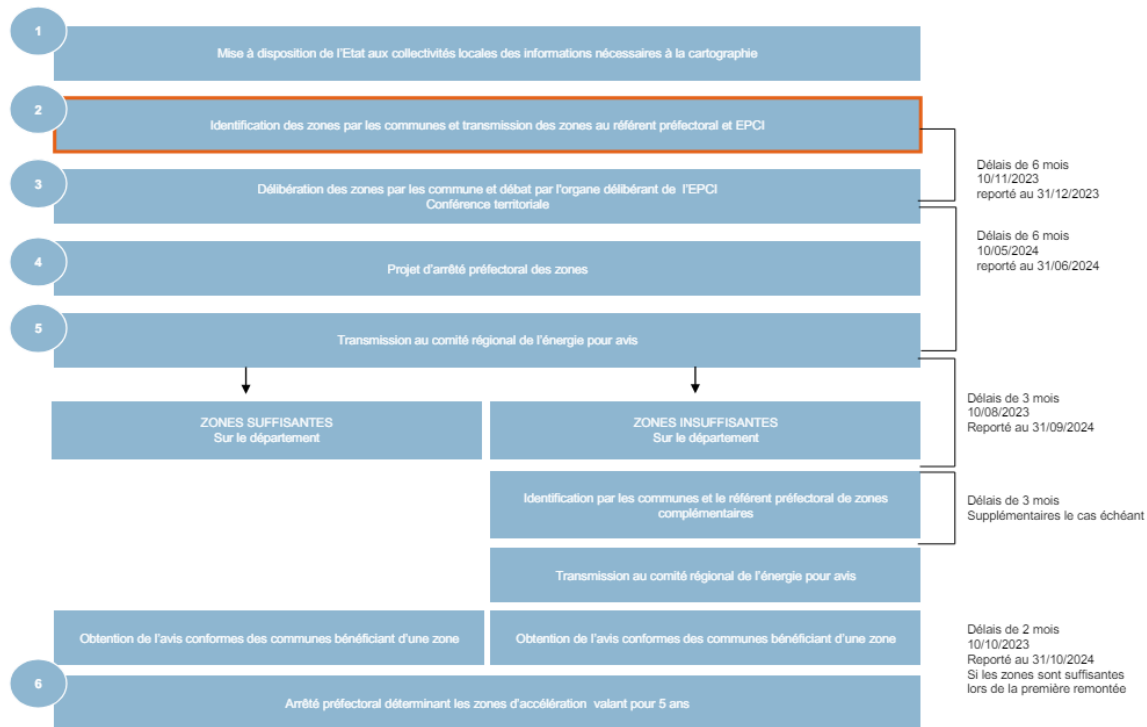 1
Mise à disposition de l'Etat aux collectivités locales des informations nécessaires à la cartographie
2
Identification des zones par les communes et transmission des zones au référent préfectoral et EPCI
3
Délibération des zones par les commune et débat par l'organe délibérant de l'EPCI
Conférence territoriale
Délais de 6 mois
10/11/2023
reporté au 31/12/2023
4
Projet d'arrêté préfectoral des zones
Délais de 6 mois
10/05/2024
reporté au 31/06/2024
5
Transmission au comité régional de l'énergie pour avis
ZONES SUFFISANTES
Sur le département
ZONES INSUFFISANTES
Sur le département
Délais de 3 mois
10/08/2023
Reporté au 31/09/2024
Identification par les communes et le référent préfectoral de zones
complémentaires
Délais de 3 mois
Supplémentaires le cas échéant
Transmission au comité régional de l'énergie pour avis
Obtention de l'avis conformes des communes bénéficiant d'une zone
Obtention de l'avis conformes des communes bénéficiant d'une zone
Délais de 2 mois
10/10/2023
Reporté au 31/10/2024
Si les zones sont suffisantes
lors de la première remontée
6
Arrêté préfectoral déterminant les zones d'accélération valant pour 5 ans